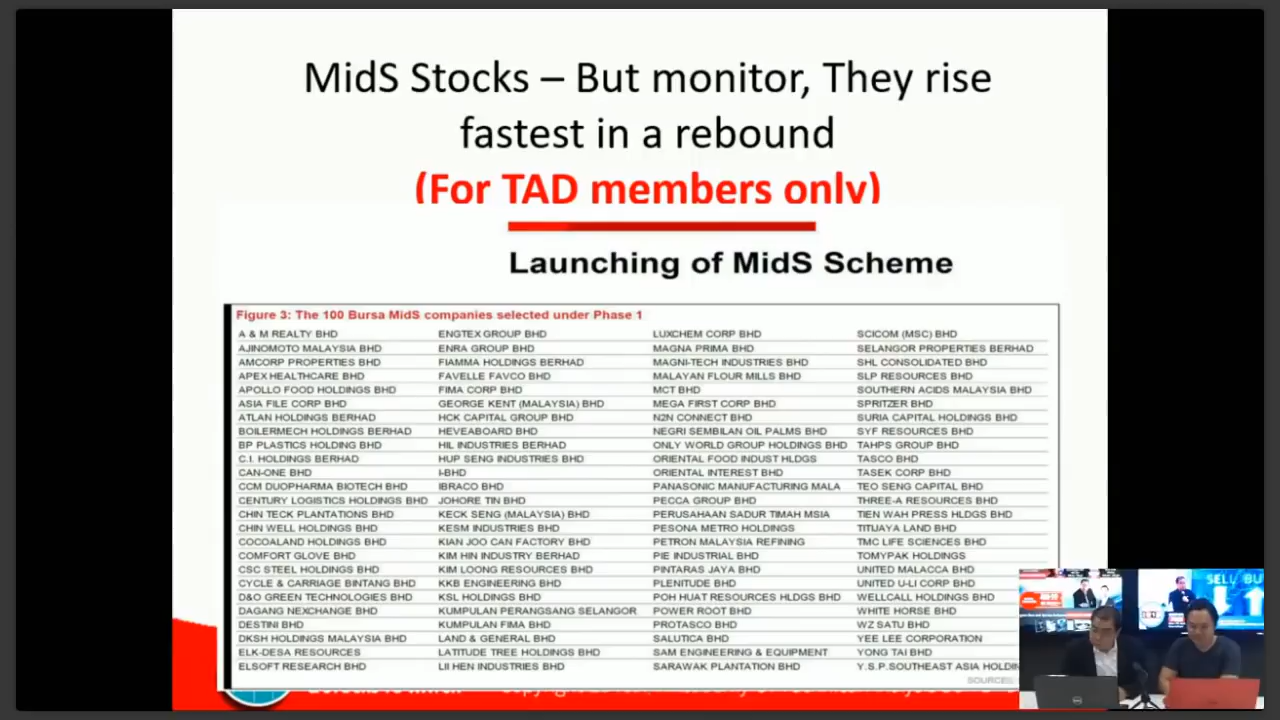 MidS Stocks – But monitor, They rise
fastest in a rebound
(For TAD members only)
Launching of MidS Scheme
Figure 3: The 100 Bursa MidS companies selected under Phase 1
A & M REALTY BHD ENGTEX GROUP BHD LUXCHEM CORP BHD SCICOM (MSC) BHD
AJINOMOTO MALAYSIA BHD ENRA GROUP BHD MAGNA PRIMA BHD SELANGOR PROPERTIES BERHAD
AMCORP PROPERTIES BHD FIAMMA HOLDINGS BERHAD MAGNI-TECH INDUSTRIES BHD SHL CONSOLIDATED BHD
APEX HEALTHCARE BHD FAVELLE FAVCO BHD MALAYAN FLOUR MILLS BHD SLP RESOURCES BHD
APOLLO FOOD HOLDINGS BHD FIMA CORP BHD MCT BHD SOUTHERN ACIDS MALAYSIA BHD
ASIA FILE CORP BHD GEORGE KENT (MALAYSIA) BHD MEGA FIRST CORP BHD SPRITZER BHD
ATLAN HOLDINGS BERHAD HCK CAPITAL GROUP BHD N2N CONNECT BHD SURIA CAPITAL HOLDINGS BHD
BOILERMECH HOLDINGS BERHAD HEVEABOARD BHD NEGRI SEMBILAN OIL PALMS BHD SYF RESOURCES BHD
BP PLASTICS HOLDING BHD HIL INDUSTRIES BERHAD ONLY WORLD GROUP HOLDINGS BHD TAHPS GROUP BHD
C.I. HOLDINGS BERHAD HUP SENG INDUSTRIES BHD ORIENTAL FOOD INDUST HLDGS TASCO BHD
CAN-ONE BHD I-BHD ORIENTAL INTEREST BHD TASEK CORP BHD
CCM DUOPHARMA BIOTECH BHD IBRACO BHD PANASONIC MANUFACTURING MALA TEO SENG CAPITAL BHD
CENTURY LOGISTICS HOLDINGS BHD JOHORE TIN BHD PECCA GROUP BHD THREE-A RESOURCES BHD
CHIN TECK PLANTATIONS BHD KECK SENG (MALAYSIA) BHD PERUSAHAAN SADUR TIMAH MSIA TIEN WAH PRESS HLDGS BHD
CHIN WELL HOLDINGS BHD KESM INDUSTRIES BHD PESONA METRO HOLDINGS TITIJAYA LAND BHD
COCOALAND HOLDINGS BHD KIAN JOO CAN FACTORY BHD PETRON MALAYSIA REFINING TMC LIFE SCIENCES BHD
COMFORT GLOVE BHD KIM HIN INDUSTRY BERHAD PIE INDUSTRIAL BHD TOMYPAK HOLDINGS
CSC STEEL HOLDINGS BHD KIM LOONG RESOURCES BHD PINTARAS JAYA BHD UNITED MALACCA BHD
CYCLE & CARRIAGE BINTANG BHD KKB ENGINEERING BHD PLENITUDE BHD UNITED U-LI CORP BHD
D&O GREEN TECHNOLOGIES BHD KSL HOLDINGS BHD POH HUAT RESOURCES HLDGS BHD WELLCALL HOLDINGS BHD
DAGANG NEXCHANGE BHD KUMPULAN PERANGSANG SELANGOR POWER ROOT BHD WHITE HORSE BHD
DESTINI BHD KUMPULAN FIMA BHD PROTASCO BHD WZ SATU BHD
DKSH HOLDINGS MALAYSIA BHD LAND & GENERAL BHD SALUTICA BHD YEE LEE CORPORATION
ELK-DESA RESOURCES LATITUDE TREE HOLDINGS BHD SAM ENGINEERING & EQUIPMENT YONG TAI BHD
ELSOFT RESEARCH BHD LII HEN INDUSTRIES BHD SARAWAK PLANTATION BHD Y.S.P.SOUTHEAST ASIA HOLDIN
SOURCES:
SELL BU